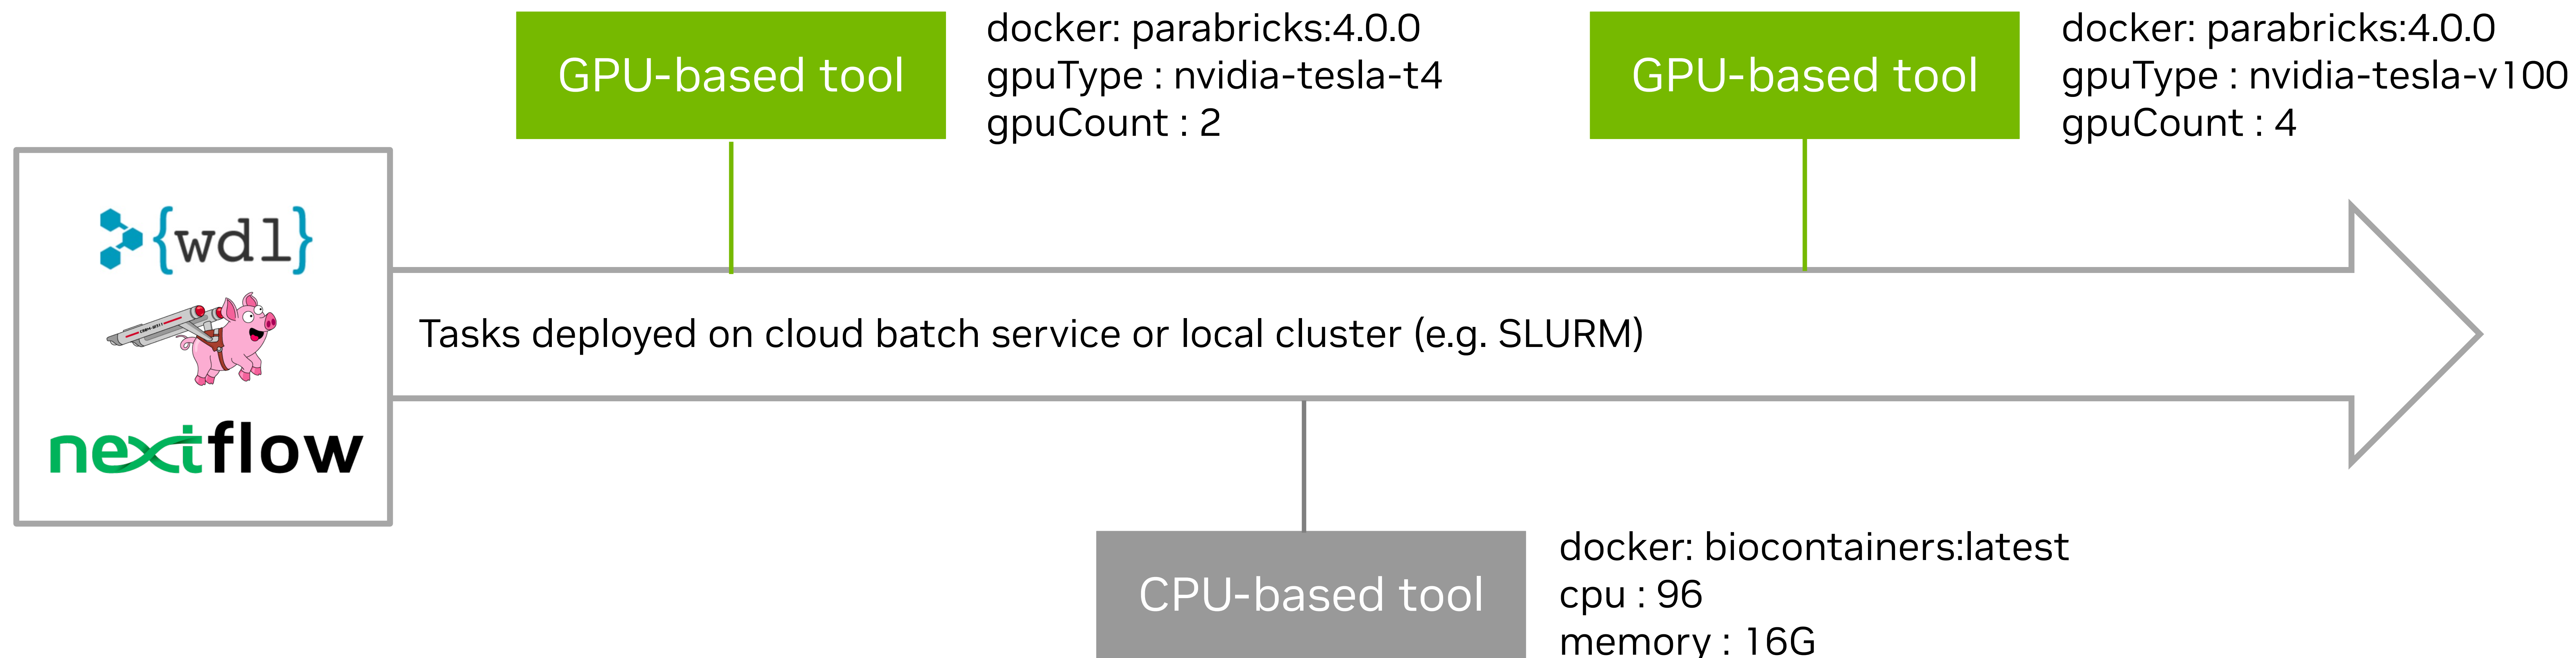 GPU-based tool
docker: parabricks:4.0.0
gpuType : nvidia-tesla-t4
gpuCount : 2
GPU-based tool
docker: parabricks:4.0.0
gpuType : nvidia-tesla-v100
gpuCount : 4
{wdl}
nextflow
Tasks deployed on cloud batch service or local cluster (e.g. SLURM)
CPU-based tool
docker: biocontainers:latest
cpu : 96
memory : 16G